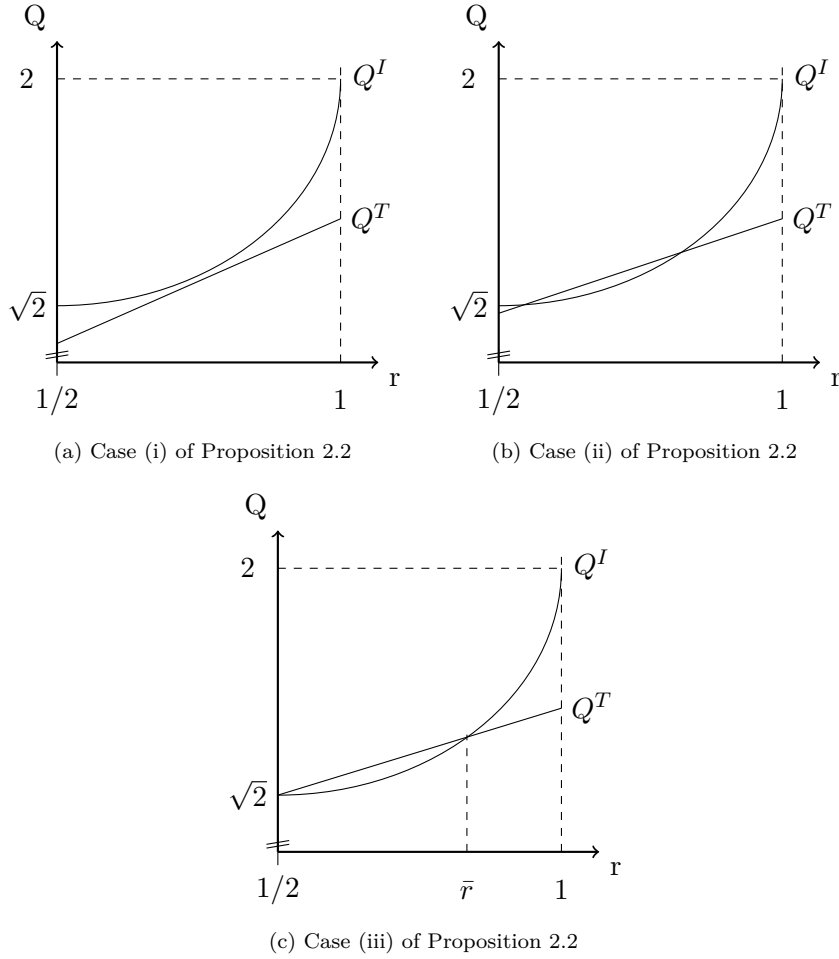 Q
2
Q^I
Q^T
√2
r
1/2
1
(a) Case (i) of Proposition 2.2
Q
2
Q^I
Q^T
√2
r
1/2
1
(b) Case (ii) of Proposition 2.2
Q
2
Q^I
Q^T
√2
r
1/2
r̄
1
(c) Case (iii) of Proposition 2.2